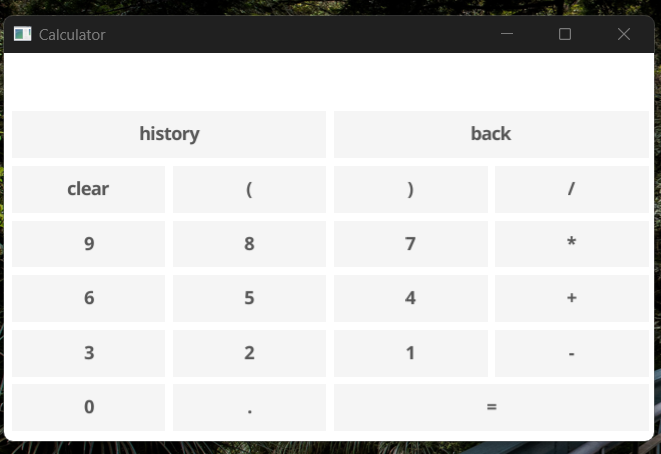 Calculator
history back
clear ( ) /
9 8 7 *
6 5 4 +
3 2 1 -
0 . =